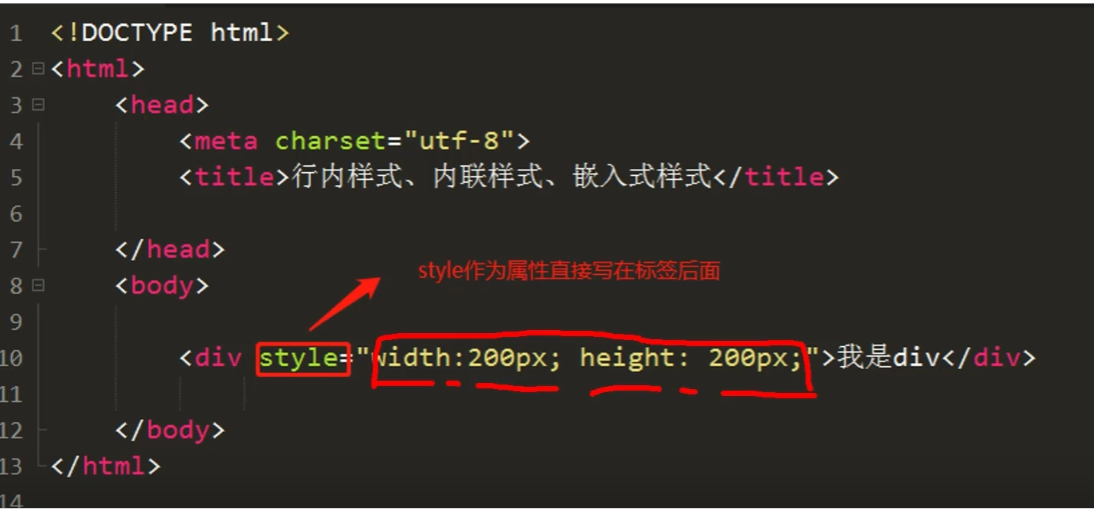 1 <!DOCTYPE html>
2 <html>
3 <head>
4 <meta charset="utf-8">
5 <title>行内样式、内联样式、嵌入式样式</title>
6
7 </head>
style作为属性直接写在标签后面
8 <body>
9
10 <div style="width:200px; height: 200px;">我是div</div>
11
12 </body>
13 </html>
14